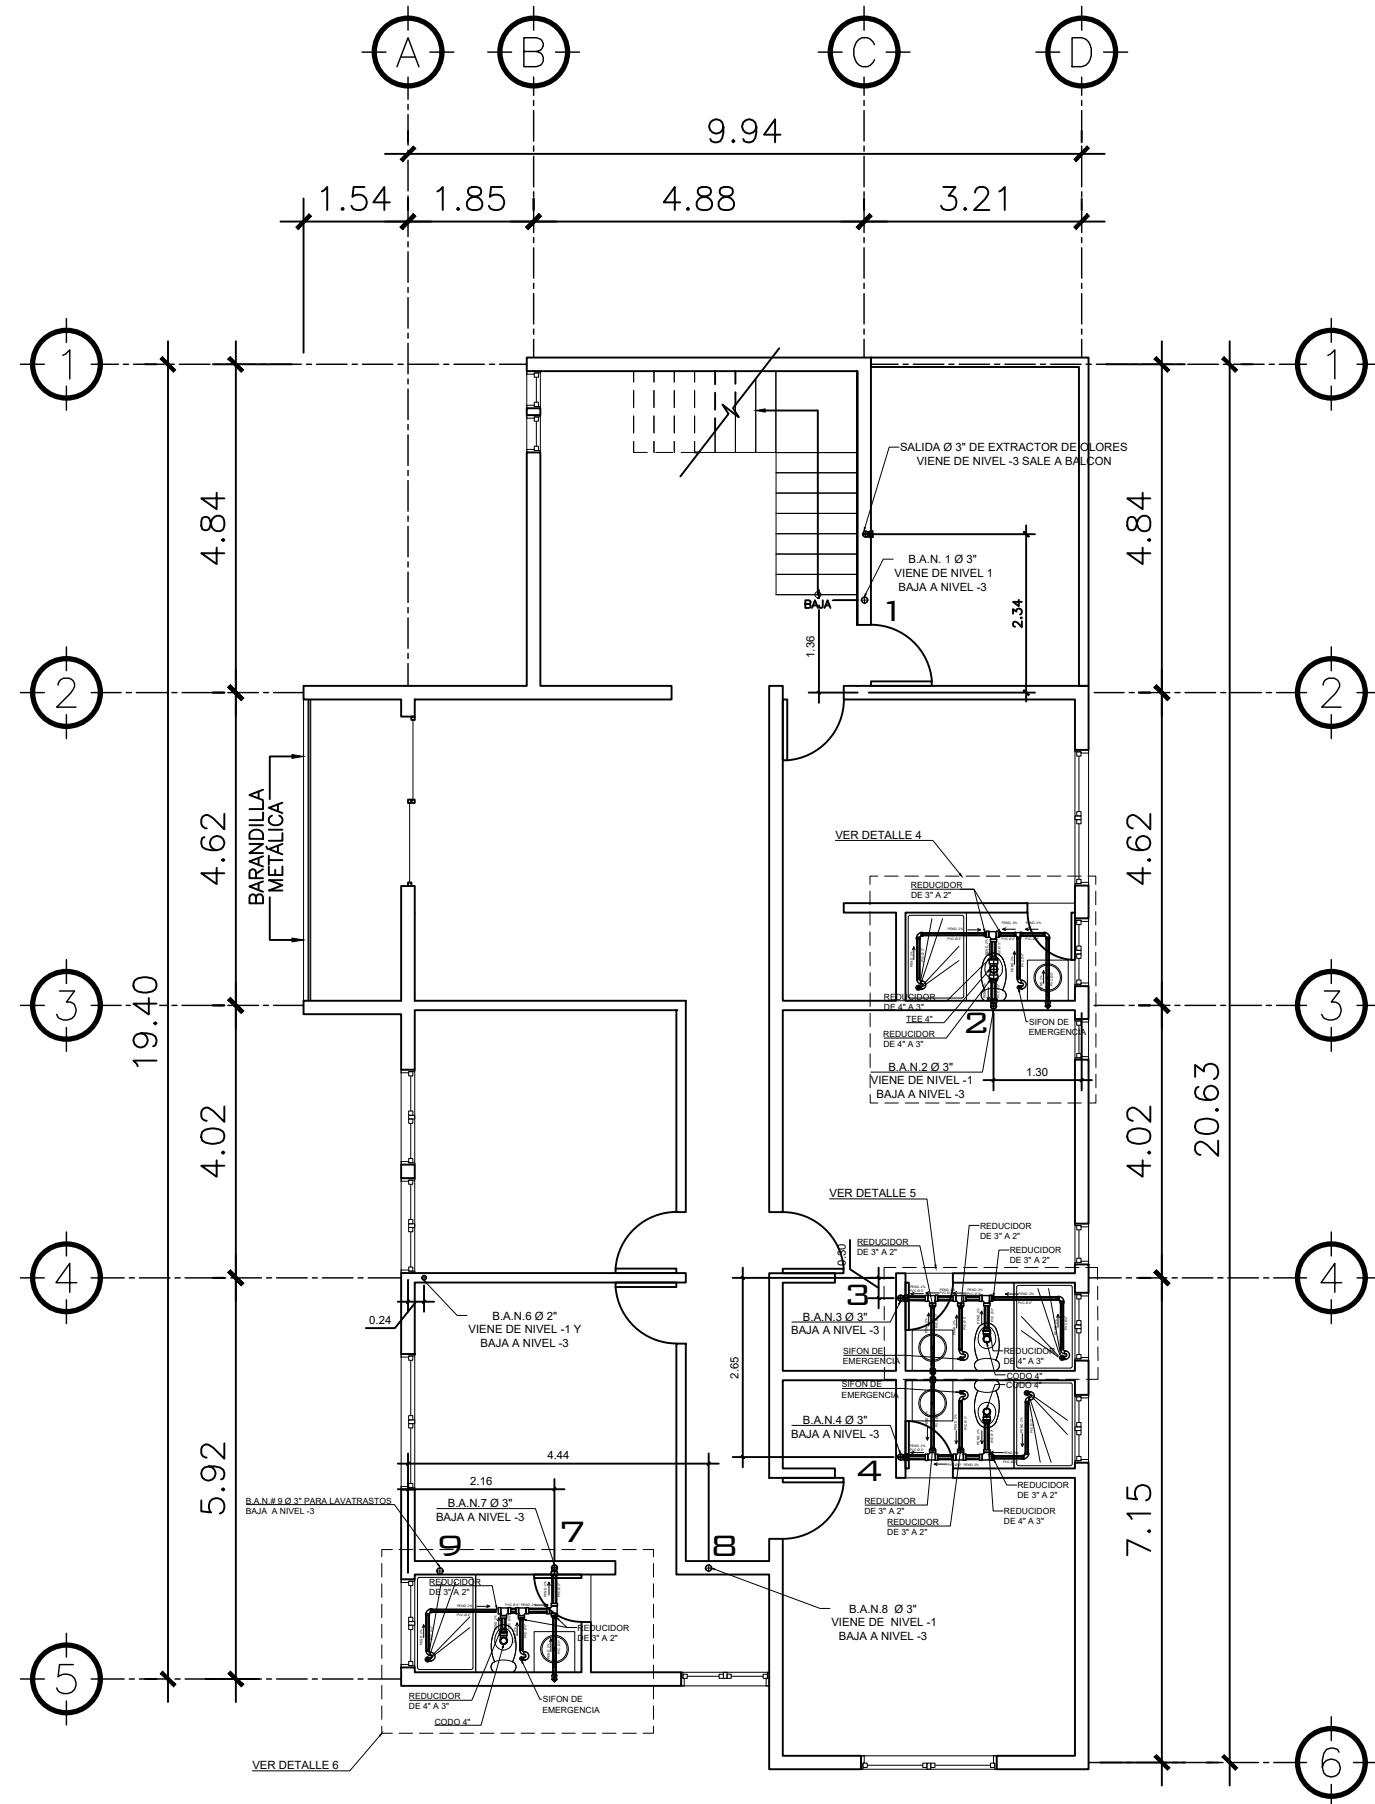 A
B
C
D
9.94
1.54
1.85
4.88
3.21
1
1
4.84
4.84
SALIDA Ø 3" DE EXTRACTOR DE OLORES
VIENE DE NIVEL -3 SALE A BALCON
B.A.N. 1 Ø 3"
VIENE DE NIVEL 1
BAJA A NIVEL -3
BAJA
1
1.36
2.34
2
2
BARANDILLA
METÁLICA
4.62
4.62
VER DETALLE 4
REDUCIDOR
DE 3" A 2"
REDUCIDOR
DE 4" A 3"
TEE 4"
REDUCIDOR
DE 4" A 3"
2
SIFON DE
EMERGENCIA
B.A.N.2 Ø 3"
VIENE DE NIVEL -1
BAJA A NIVEL -3
1.30
3
3
19.40
20.63
4.02
4.02
VER DETALLE 5
REDUCIDOR
DE 3" A 2"
REDUCIDOR
DE 3" A 2"
REDUCIDOR
DE 3" A 2"
0.30
4
4
3
0.24
B.A.N.6 Ø 2"
VIENE DE NIVEL -1 Y
BAJA A NIVEL -3
B.A.N.3 Ø 3"
BAJA A NIVEL -3
SIFON DE
EMERGENCIA
REDUCIDOR
DE 4" A 3"
CODO 4"
CODO 4"
SIFON DE
EMERGENCIA
2.65
B.A.N.4 Ø 3"
BAJA A NIVEL -3
4
REDUCIDOR
DE 3" A 2"
REDUCIDOR
DE 3" A 2"
REDUCIDOR
DE 3" A 2"
REDUCIDOR
DE 4" A 3"
5.92
7.15
4.44
2.16
B.A.N.# 9 Ø 3" PARA LAVATRASTOS
BAJA A NIVEL -3
B.A.N.7 Ø 3"
BAJA A NIVEL -3
9
7
8
REDUCIDOR
DE 3" A 2"
REDUCIDOR
DE 3" A 2"
B.A.N.8 Ø 3"
VIENE DE NIVEL -1
BAJA A NIVEL -3
5
REDUCIDOR
DE 4" A 3"
CODO 4"
SIFON DE
EMERGENCIA
VER DETALLE 6
6